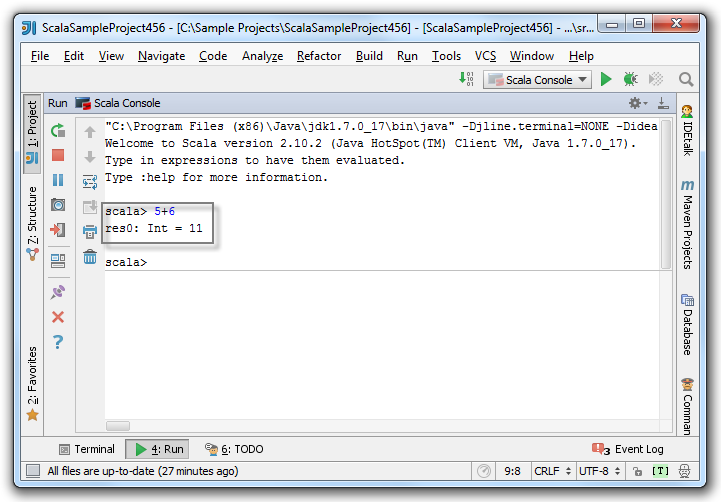 ScalaSampleProject456 - [C:\Sample Projects\ScalaSampleProject456] - [ScalaSampleProject456] - ...\sr...
File Edit View Navigate Code Analyze Refactor Build Run Tools VCS Window Help
Scala Console
Run Scala Console
1: Project
Z: Structure
2: Favorites
"C:\Program Files (x86)\Java\jdk1.7.0_17\bin\java" -Djline.terminal=NONE -Didea
Welcome to Scala version 2.10.2 (Java HotSpot(TM) Client VM, Java 1.7.0_17).
Type in expressions to have them evaluated.
Type :help for more information.
scala> 5+6
res0: Int = 11
scala>
IDEtalk
m Maven Projects
Database
Comman
Terminal 4: Run 6: TODO 3 Event Log
All files are up-to-date (27 minutes ago) 9:8 CRLF UTF-8 [T]